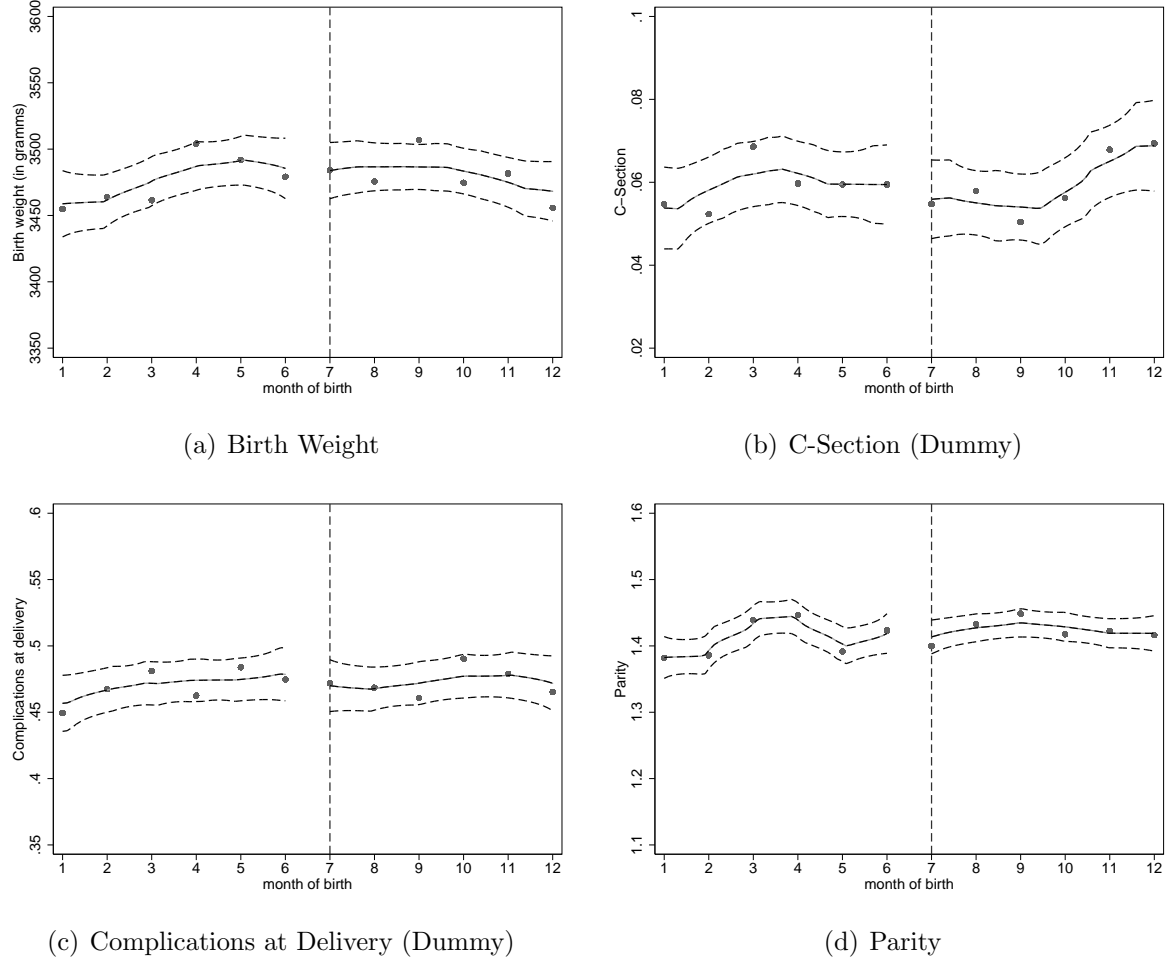 3600
3550
3500
3450
3400
3350
Birth weight (in gramms)
1 2 3 4 5 6 7 8 9 10 11 12
month of birth
(a) Birth Weight
.1
.08
.06
.04
.02
C−Section
1 2 3 4 5 6 7 8 9 10 11 12
month of birth
(b) C-Section (Dummy)
.6
.55
.5
.45
.4
.35
Complications at delivery
1 2 3 4 5 6 7 8 9 10 11 12
month of birth
(c) Complications at Delivery (Dummy)
1.6
1.5
1.4
1.3
1.2
1.1
Parity
1 2 3 4 5 6 7 8 9 10 11 12
month of birth
(d) Parity